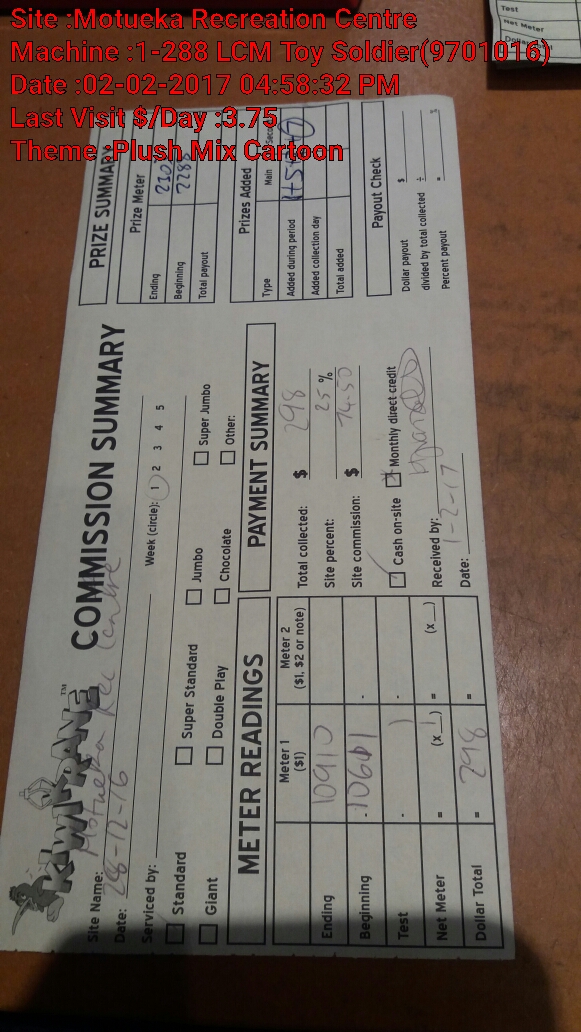 Site :Motueka Recreation Centre
Machine :1-288 LCM Toy Soldier(9701016)
Date :02-02-2017 04:58:32 PM
Last Visit $/Day :3.75
Theme :Plush Mix Cartoon
Test
Net Meter
KIWI KRANE™ COMMISSION SUMMARY
Site Name: Motueka Rec Centre
Date: 28-12-16
Serviced by: Week (circle): 1 2 3 4 5
Standard Super Standard Jumbo Super Jumbo
Giant Double Play Chocolate Other:
METER READINGS
Meter 1 ($1) Meter 2 ($1, $2 or note)
Ending 10910
Beginning - -
Test - 1 -
Net Meter = (x ) = (x )
Dollar Total = 298 =
PAYMENT SUMMARY
Total collected: $ 298
Site percent: 25 %
Site commission: $ 74-50
Cash on-site Monthly direct credit
Received by:
Date: 1-2-17
PRIZE SUMMARY
Prize Meter
Ending
Beginning 2288
Total payout
Prizes Added
Type Main
Added during period
Added collection day
Total added
Payout Check
Dollar payout $
divided by total collected ÷
Percent payout = %